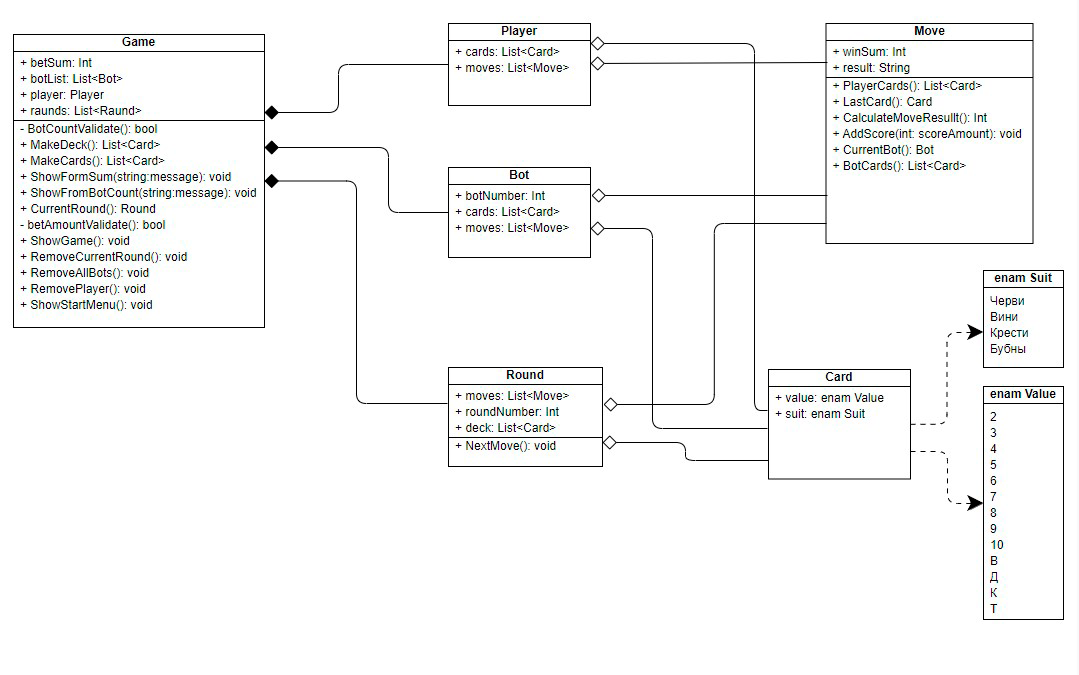 Game
+ betSum: Int
+ botList: List<Bot>
+ player: Player
+ raunds: List<Raund>
- BotCountValidate(): bool
+ MakeDeck(): List<Card>
+ MakeCards(): List<Card>
+ ShowFormSum(string:message): void
+ ShowFromBotCount(string:message): void
+ CurrentRound(): Round
- betAmountValidate(): bool
+ ShowGame(): void
+ RemoveCurrentRound(): void
+ RemoveAllBots(): void
+ RemovePlayer(): void
+ ShowStartMenu(): void
Player
+ cards: List<Card>
+ moves: List<Move>
Bot
+ botNumber: Int
+ cards: List<Card>
+ moves: List<Move>
Round
+ moves: List<Move>
+ roundNumber: Int
+ deck: List<Card>
+ NextMove(): void
Move
+ winSum: Int
+ result: String
+ PlayerCards(): List<Card>
+ LastCard(): Card
+ CalculateMoveResullt(): Int
+ AddScore(int: scoreAmount): void
+ CurrentBot(): Bot
+ BotCards(): List<Card>
Card
+ value: enam Value
+ suit: enam Suit
enam Suit
Черви
Вини
Крести
Бубны
enam Value
2
3
4
5
6
7
8
9
10
В
Д
К
Т